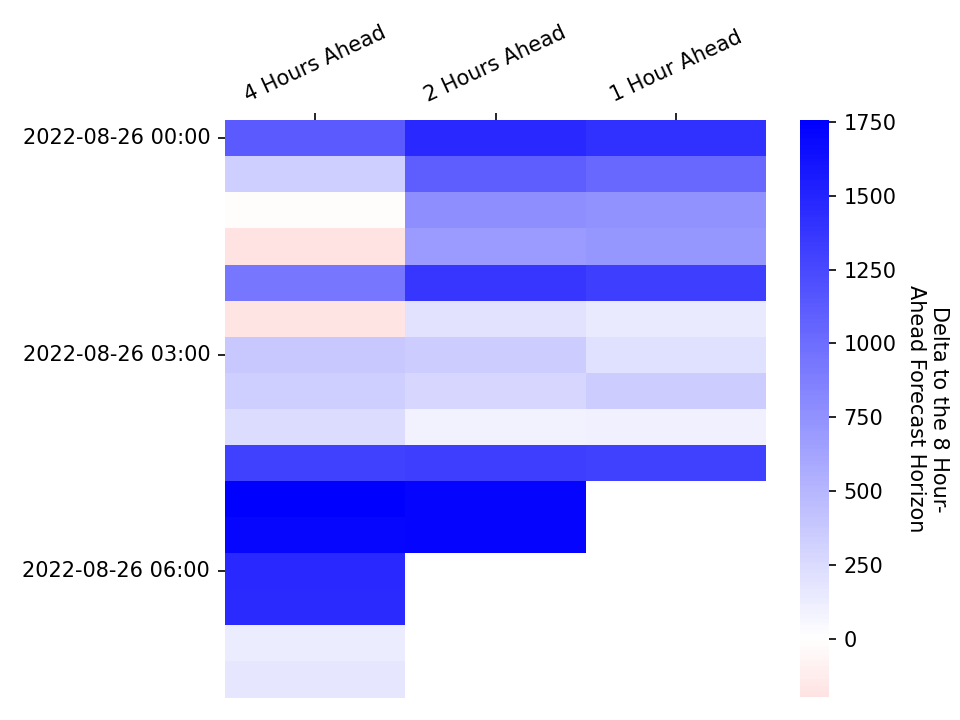 4 Hours Ahead
2 Hours Ahead
1 Hour Ahead
2022-08-26 00:00
2022-08-26 03:00
2022-08-26 06:00
1750
1500
1250
1000
750
500
250
0
Delta to the 8 Hour-
Ahead Forecast Horizon